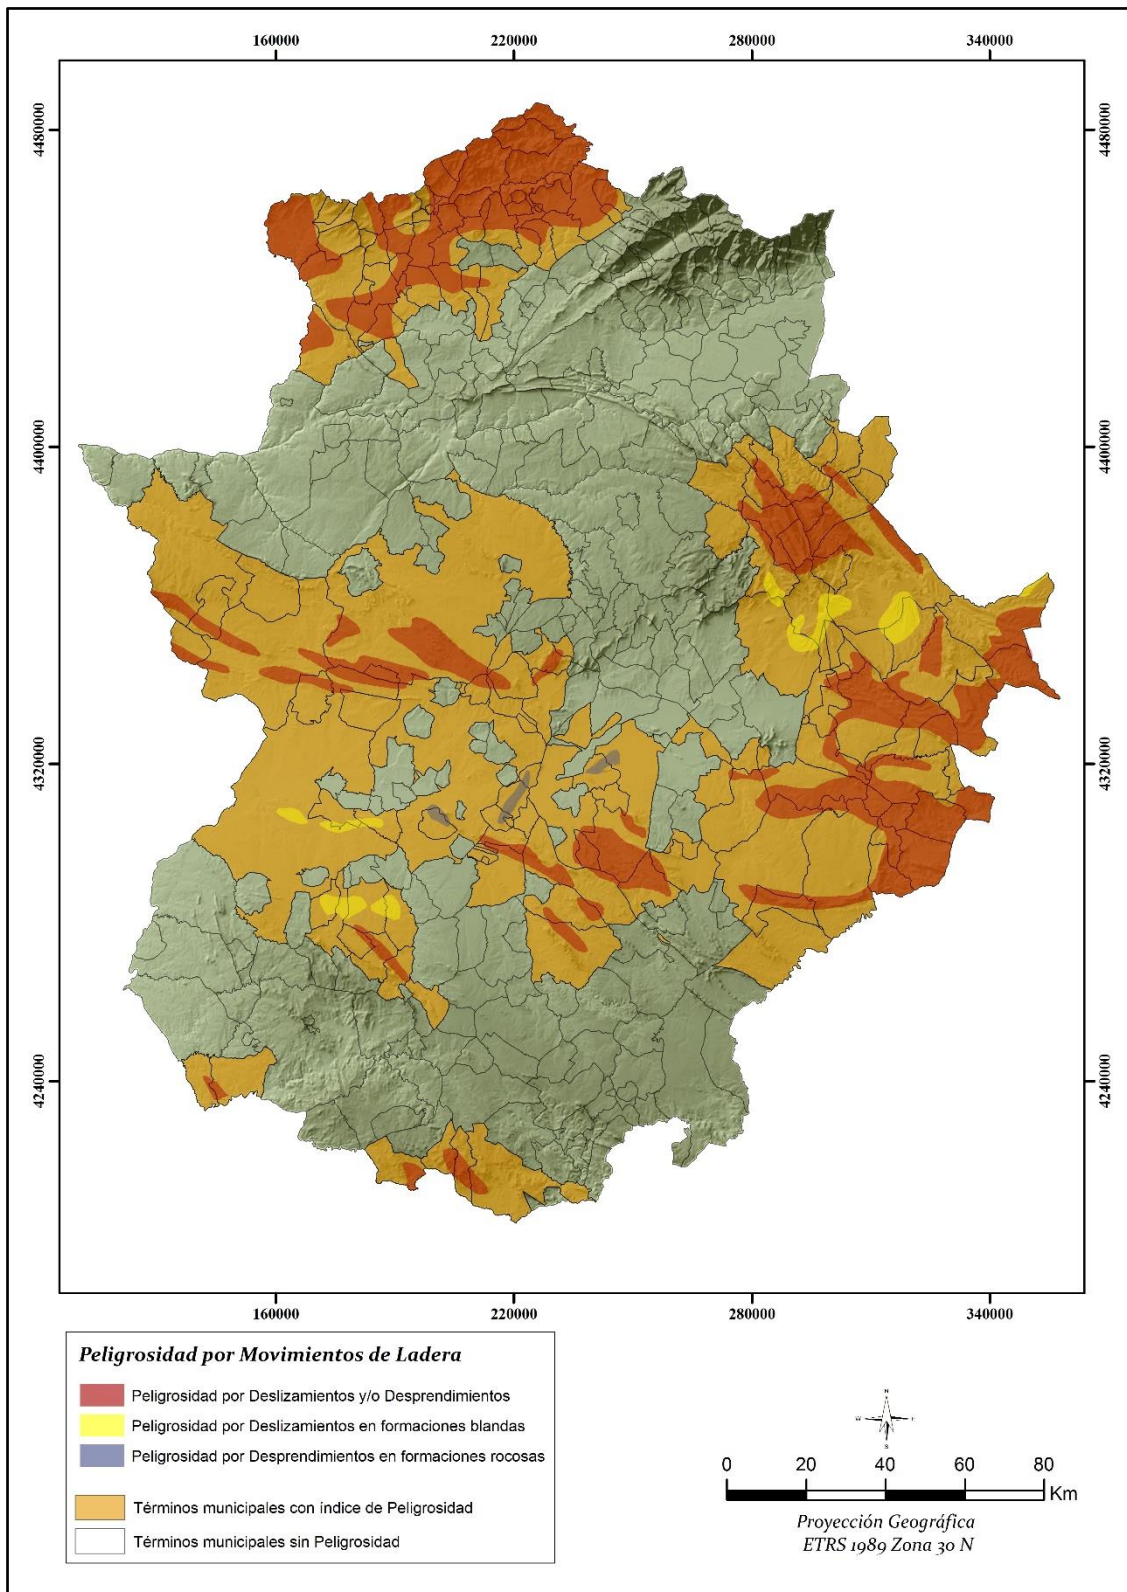 160000 220000 280000 340000
4480000 4480000
4400000 4400000
4320000 4320000
4240000 4240000
160000 220000 280000 340000
Peligrosidad por Movimientos de Ladera
Peligrosidad por Deslizamientos y/o Desprendimientos
Peligrosidad por Deslizamientos en formaciones blandas
Peligrosidad por Desprendimientos en formaciones rocosas
Términos municipales con índice de Peligrosidad
Términos municipales sin Peligrosidad
N
W E
S
0 20 40 60 80
Km
Proyección Geográfica
ETRS 1989 Zona 30 N